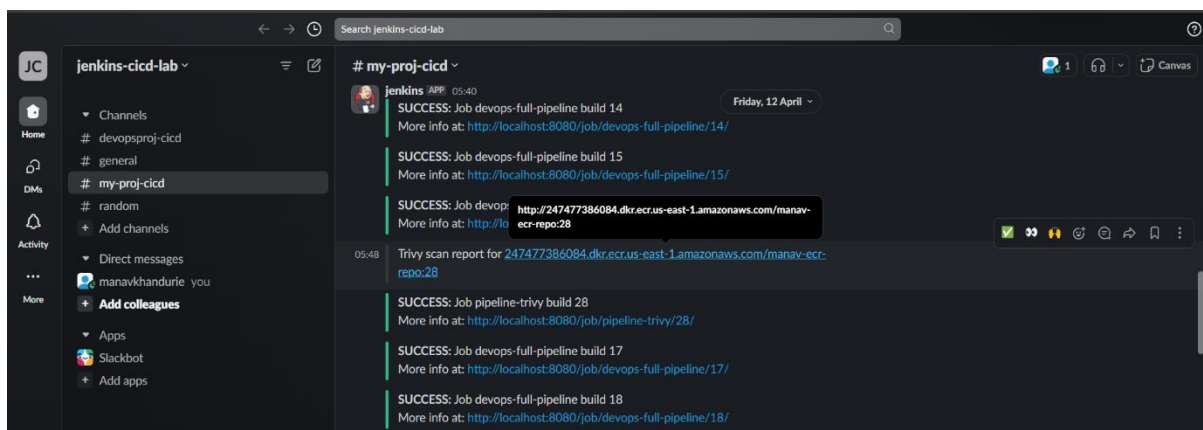 Search jenkins-cicd-lab
JC
Home
DMs
Activity
More
jenkins-cicd-lab
Channels
# devopsproj-cicd
# general
# my-proj-cicd
# random
+ Add channels
Direct messages
manavkhandurie you
+ Add colleagues
Apps
Slackbot
+ Add apps
# my-proj-cicd
1
Canvas
Friday, 12 April
jenkins APP 05:40
SUCCESS: Job devops-full-pipeline build 14
More info at: http://localhost:8080/job/devops-full-pipeline/14/
SUCCESS: Job devops-full-pipeline build 15
More info at: http://localhost:8080/job/devops-full-pipeline/15/
SUCCESS: Job devops
More info at: http://lo
http://247477386084.dkr.ecr.us-east-1.amazonaws.com/manav-
ecr-repo:28
05:48 Trivy scan report for 247477386084.dkr.ecr.us-east-1.amazonaws.com/manav-ecr-
repo:28
SUCCESS: Job pipeline-trivy build 28
More info at: http://localhost:8080/job/pipeline-trivy/28/
SUCCESS: Job devops-full-pipeline build 17
More info at: http://localhost:8080/job/devops-full-pipeline/17/
SUCCESS: Job devops-full-pipeline build 18
More info at: http://localhost:8080/job/devops-full-pipeline/18/